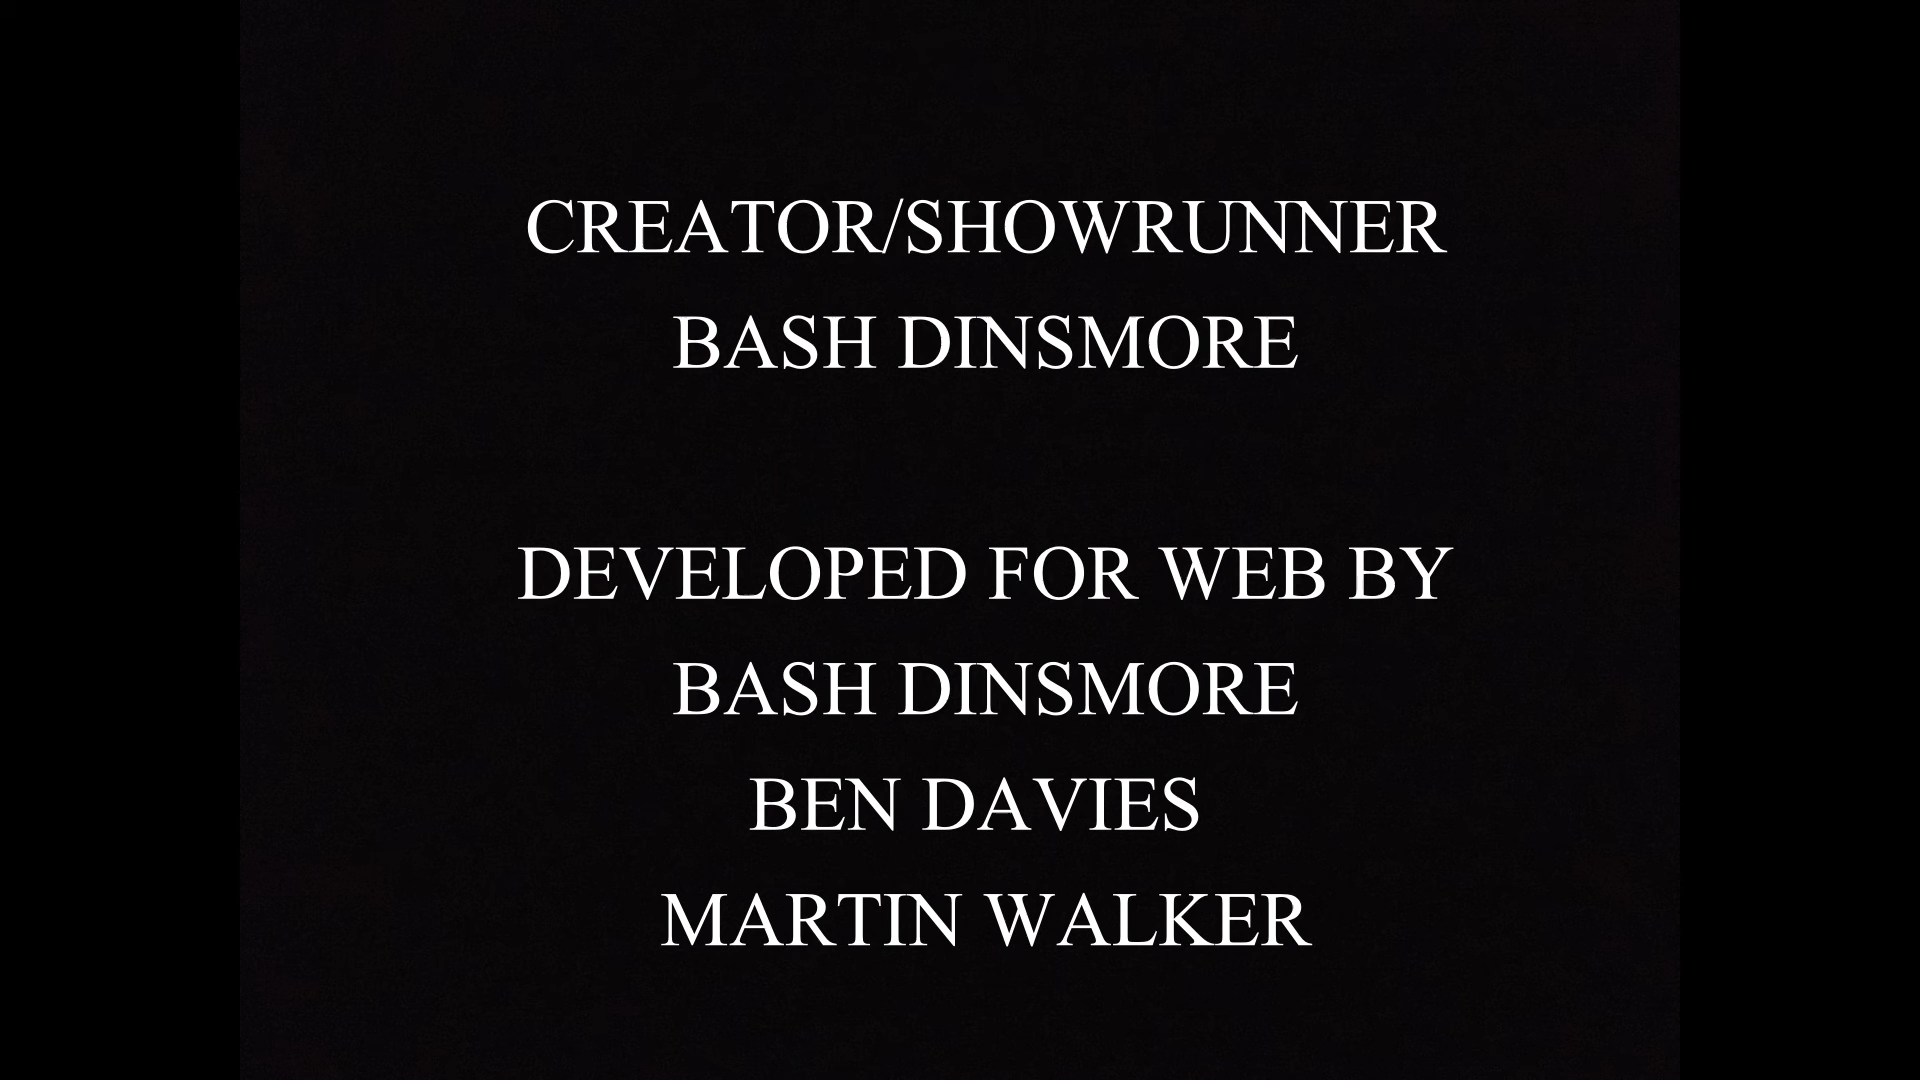 CREATOR/SHOWRUNNER
BASH DINSMORE
DEVELOPED FOR WEB BY
BASH DINSMORE
BEN DAVIES
MARTIN WALKER